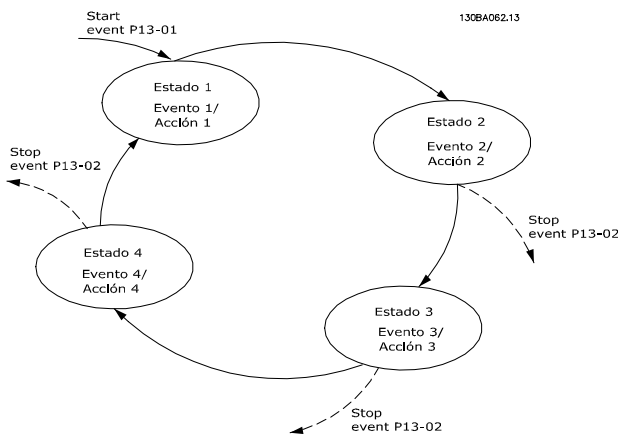 Start
event P13-01
130BA062.13
Estado 1
Evento 1/
Acción 1
Estado 2
Evento 2/
Acción 2
Stop
event P13-02
Stop
event P13-02
Estado 4
Evento 4/
Acción 4
Estado 3
Evento 3/
Acción 3
Stop
event P13-02